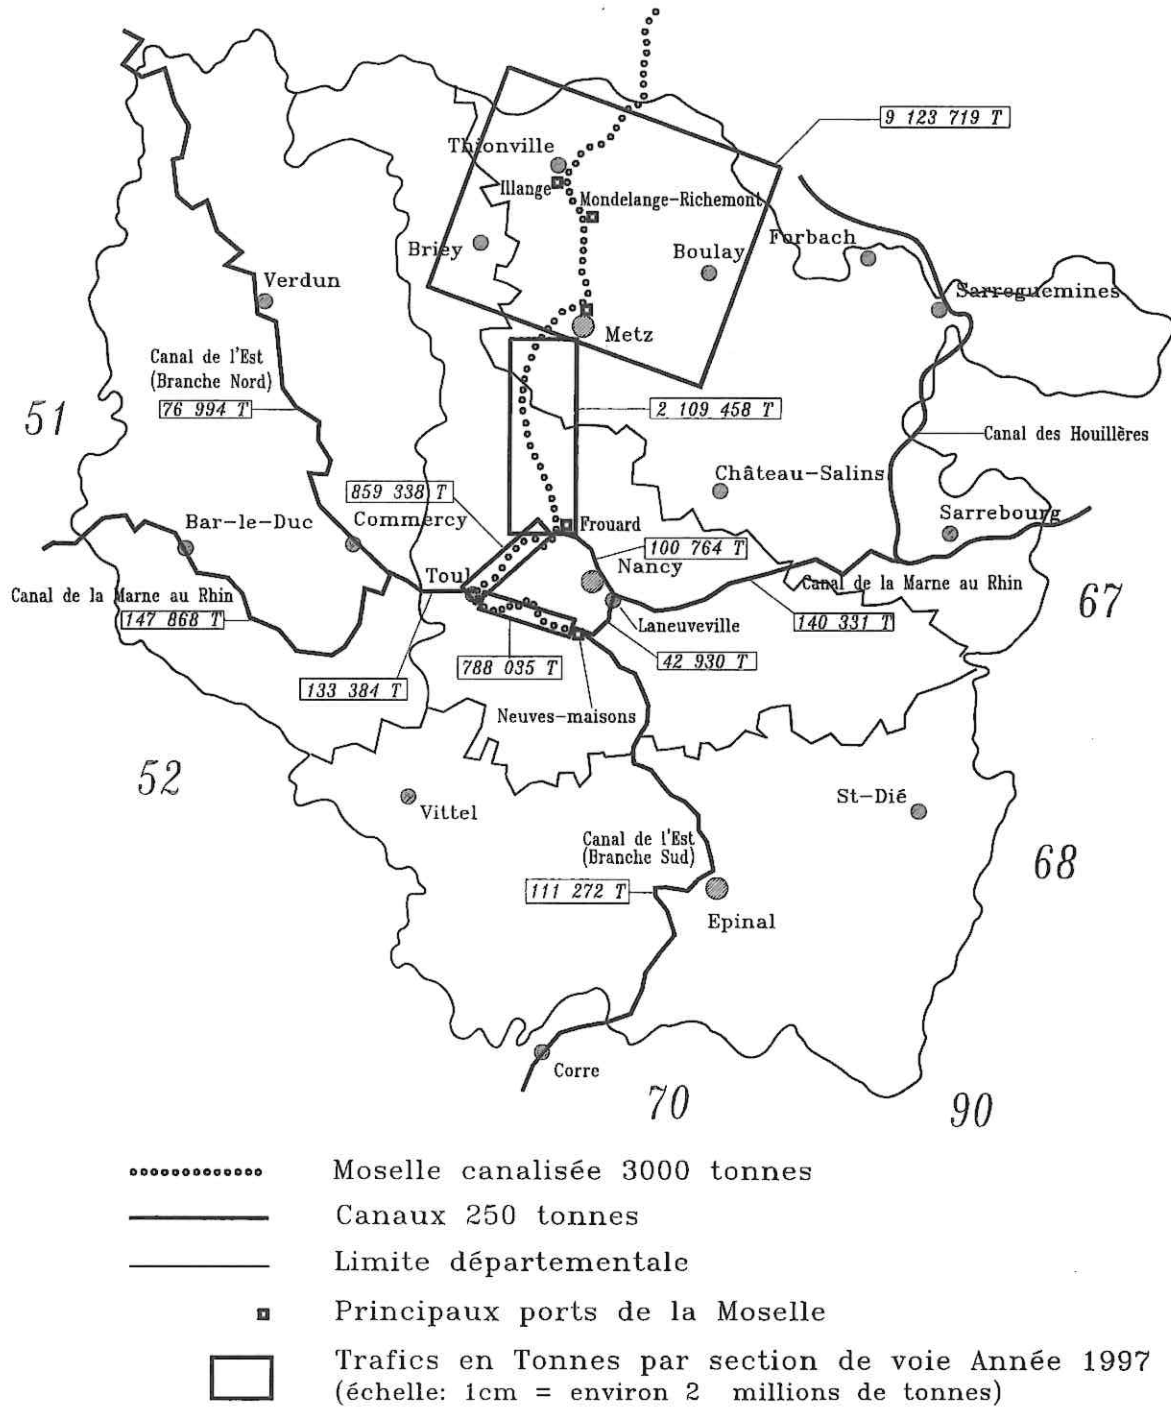 9 123 719 T
Thionville
Illange
Mondelange-Richemont
Briey
Boulay
Forbach
Verdun
Sarreguemines
Metz
Canal de l'Est
(Branche Nord)
76 994 T
51
2 109 458 T
Canal des Houillères
Château-Salins
859 338 T
Bar-le-Duc
Commercy
Frouard
Sarrebourg
100 764 T
Toul
Nancy
Canal de la Marne au Rhin
Canal de la Marne au Rhin
67
147 868 T
Laneuveville
140 331 T
788 035 T
42 930 T
133 384 T
Neuves-maisons
52
Vittel
St-Dié
Canal de l'Est
(Branche Sud)
68
111 272 T
Epinal
Corre
70
90
Moselle canalisée 3000 tonnes
Canaux 250 tonnes
Limite départementale
Principaux ports de la Moselle
Trafics en Tonnes par section de voie Année 1997
(échelle: 1cm = environ 2 millions de tonnes)